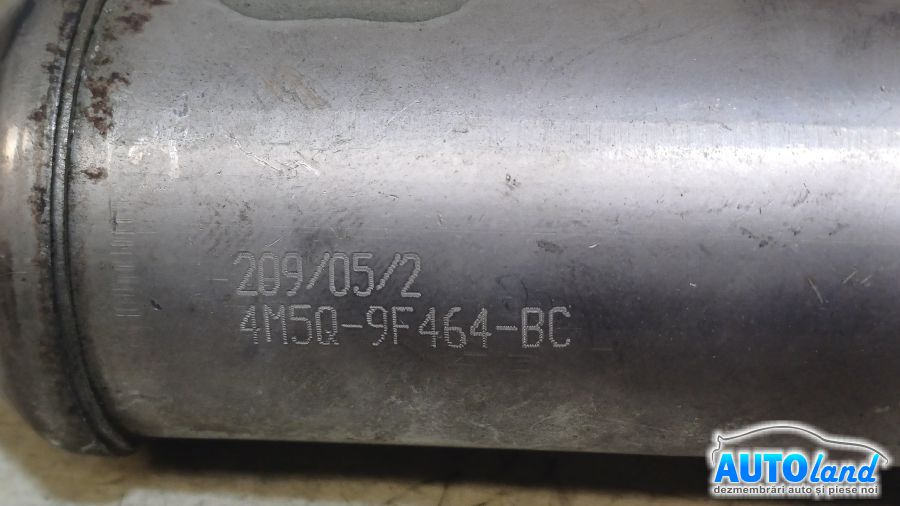 209/05/2
4M5Q-9F464-BC
AUTOland
dezmembrări auto și piese noi